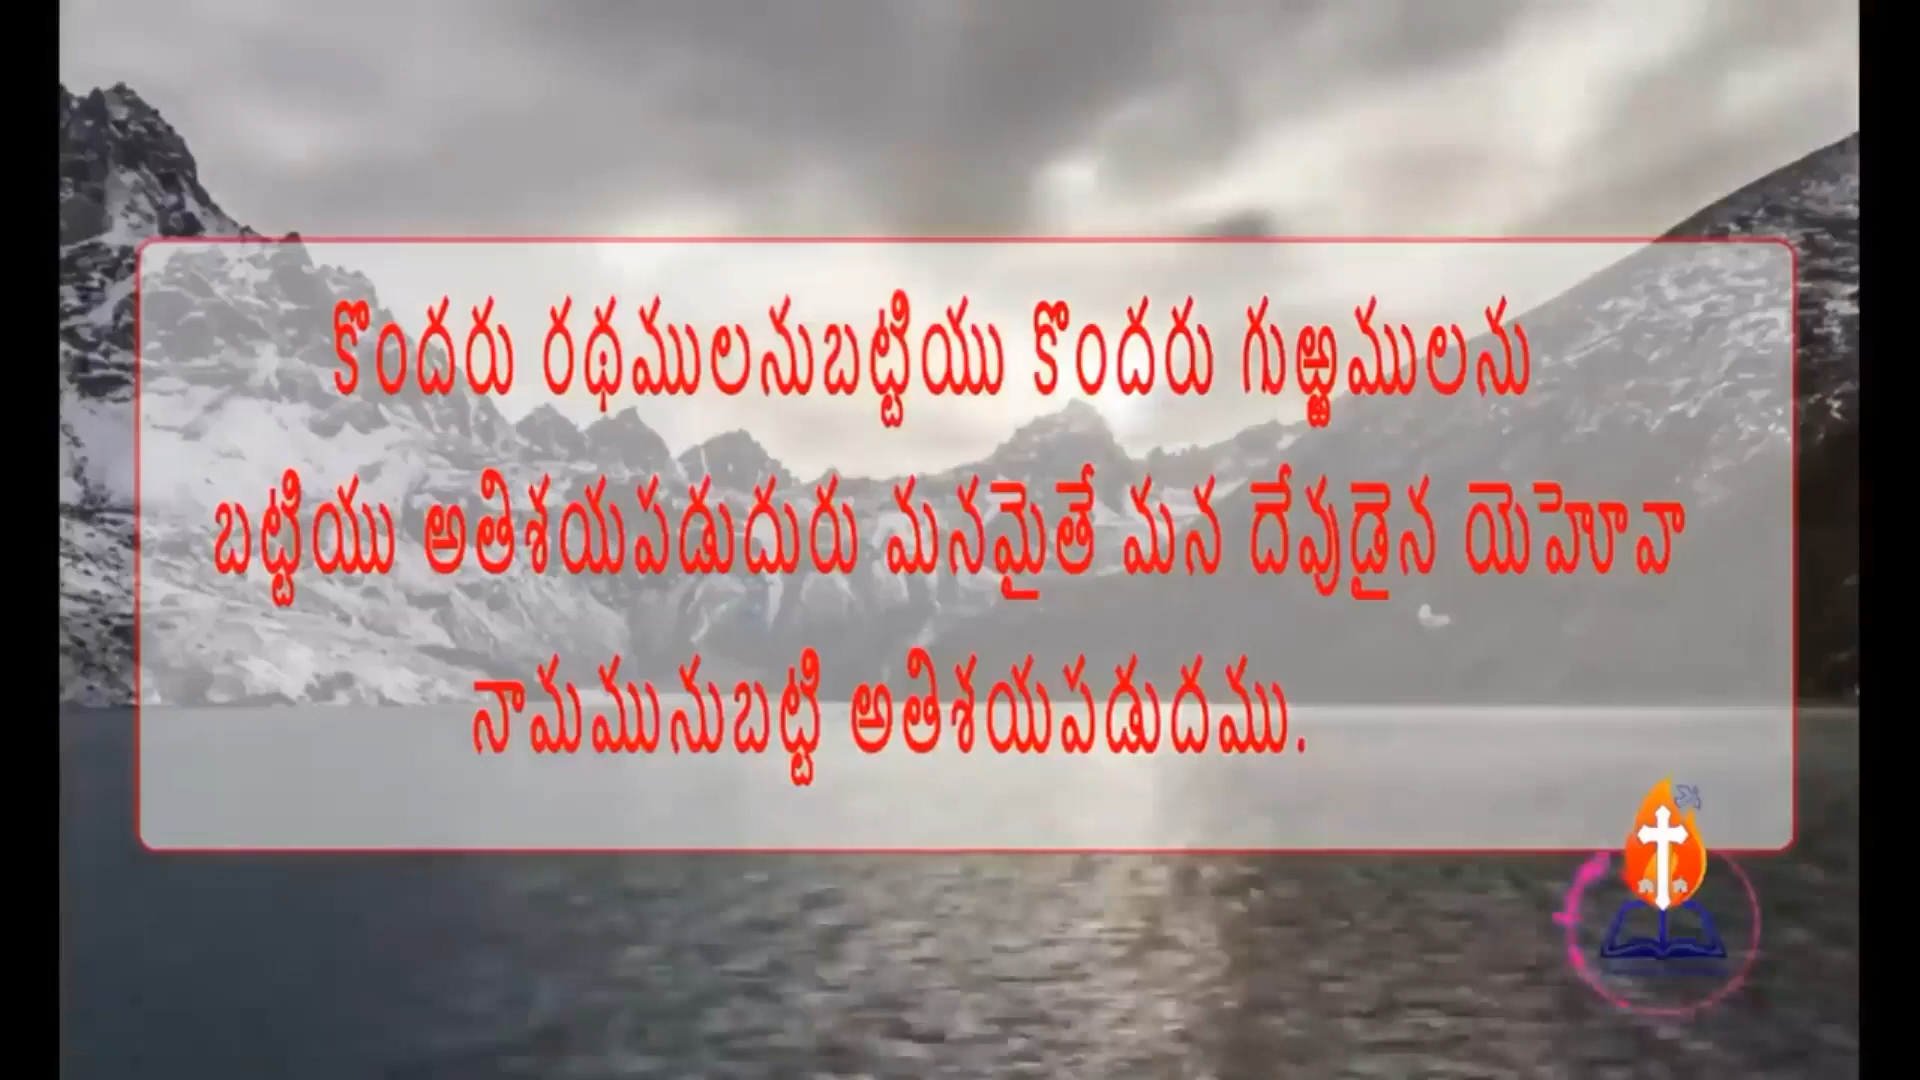 కొందరు రథములనుబట్టియు కొందరు గుఱ్ఱములను
బట్టియు అతిశయపడుదురు మనమైతే మన దేవుడైన యెహోవా
నామమునుబట్టి అతిశయపడుదము.